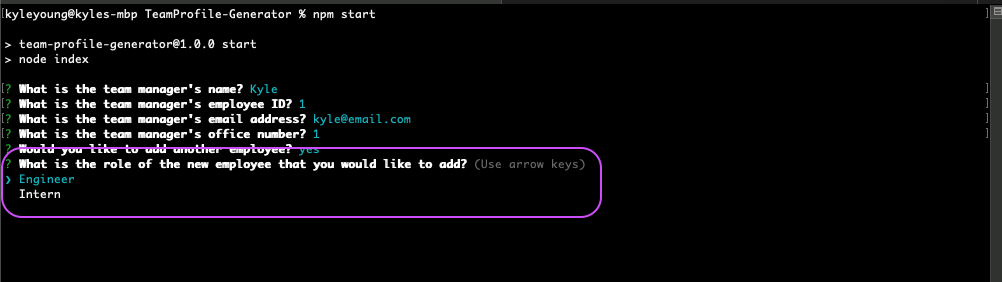 [kyleyoung@kyles-mbp TeamProfile-Generator % npm start ]
> team-profile-generator@1.0.0 start
> node index
[? What is the team manager's name? Kyle ]
[? What is the team manager's employee ID? 1 ]
[? What is the team manager's email address? kyle@email.com ]
[? What is the team manager's office number? 1 ]
? Would you like to add another employee? yes
? What is the role of the new employee that you would like to add? (Use arrow keys)
❯ Engineer
Intern